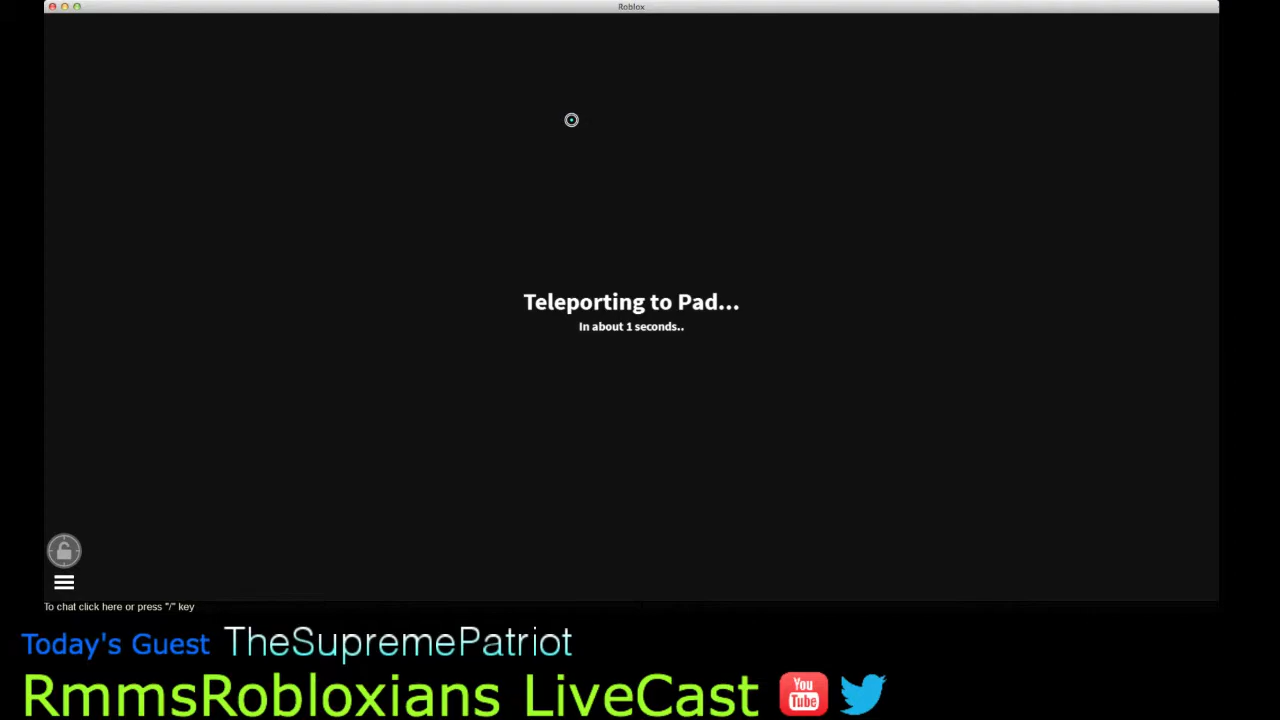 Roblox
Teleporting to Pad...
In about 1 seconds..
To chat click here or press "/" key
Today's Guest TheSupremePatriot
RmmsRobloxians LiveCast You Tube